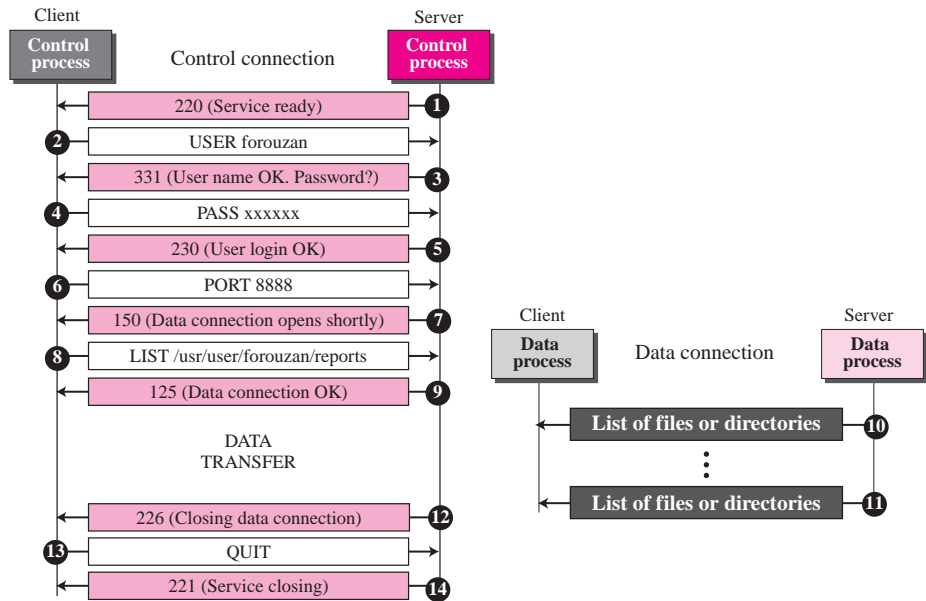 Client
Server
Control
process
Control connection
Control
process
220 (Service ready)
1
2
USER forouzan
331 (User name OK. Password?)
3
4
PASS xxxxxx
230 (User login OK)
5
6
PORT 8888
150 (Data connection opens shortly)
7
8
LIST /usr/user/forouzan/reports
125 (Data connection OK)
9
DATA
TRANSFER
226 (Closing data connection)
12
13
QUIT
221 (Service closing)
14
Client
Server
Data
process
Data connection
Data
process
List of files or directories
10
List of files or directories
11